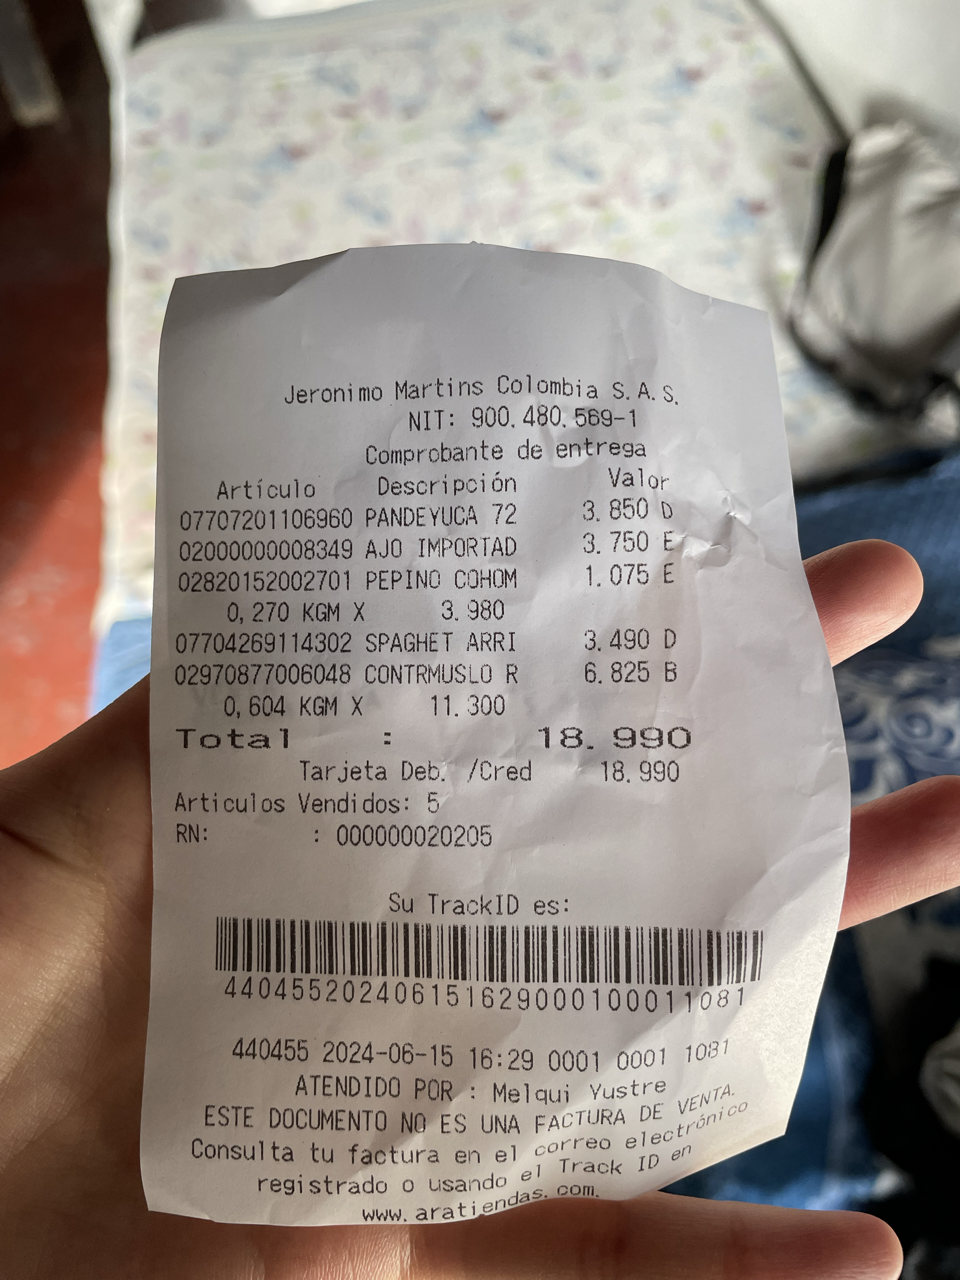 Jeronimo Martins Colombia S.A.S.
NIT: 900.480.569-1
Comprobante de entrega
Artículo Descripción Valor
07707201106960 PANDEYUCA 72 3.850 D
02000000008349 AJO IMPORTAD 3.750 E
02820152002701 PEPINO COHOM 1.075 E
0,270 KGM X 3.980
07704269114302 SPAGHET ARRI 3.490 D
02970877006048 CONTRMUSLO R 6.825 B
0,604 KGM X 11.300
Total : 18.990
Tarjeta Deb. /Cred 18.990
Articulos Vendidos: 5
RN: : 000000020205
Su TrackID es:
440455202406151629000100011081
440455 2024-06-15 16:29 0001 0001 1081
ATENDIDO POR : Melqui Yustre
ESTE DOCUMENTO NO ES UNA FACTURA DE VENTA.
Consulta tu factura en el correo electrónico
registrado o usando el Track ID en
www.aratiendas.com.